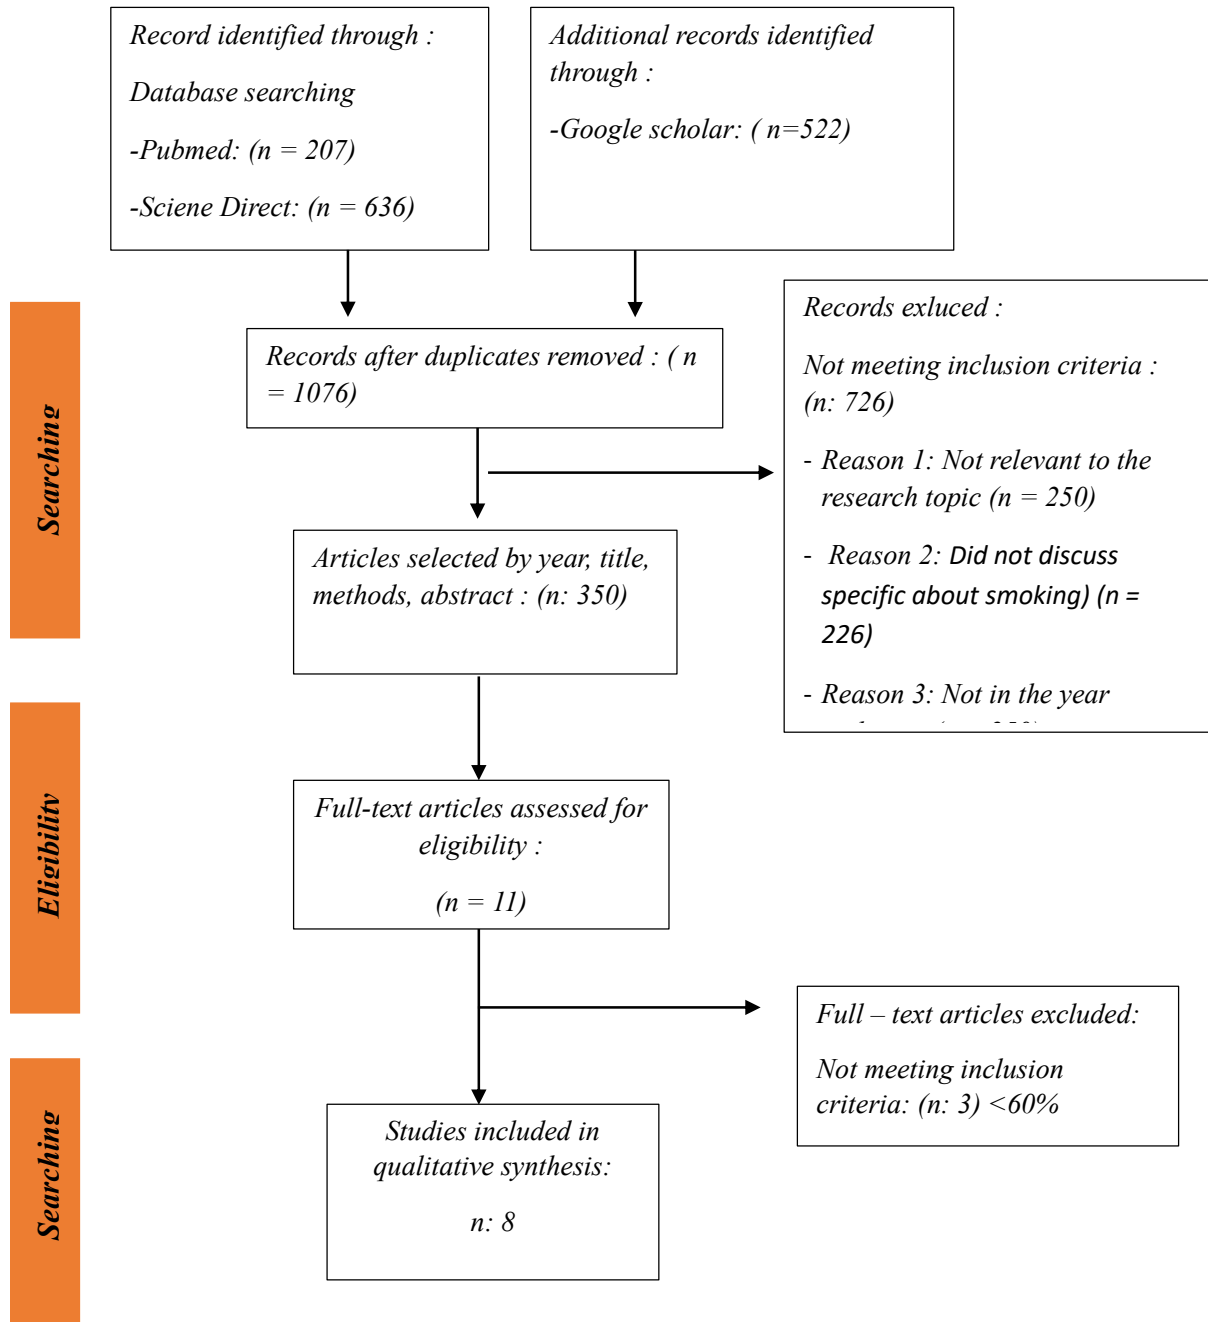 Record identified through :
Database searching
-Pubmed: (n = 207)
-Sciene Direct: (n = 636)
Additional records identified
through :
-Google scholar: ( n=522)
Searching
Records after duplicates removed : ( n
= 1076)
Records exluced :
Not meeting inclusion criteria :
(n: 726)
- Reason 1: Not relevant to the
research topic (n = 250)
- Reason 2: Did not discuss
specific about smoking) (n =
226)
- Reason 3: Not in the year
Articles selected by year, title,
methods, abstract : (n: 350)
Eligibility
Full-text articles assessed for
eligibility :
(n = 11)
Full – text articles excluded:
Not meeting inclusion
criteria: (n: 3) <60%
Searching
Studies included in
qualitative synthesis:
n: 8